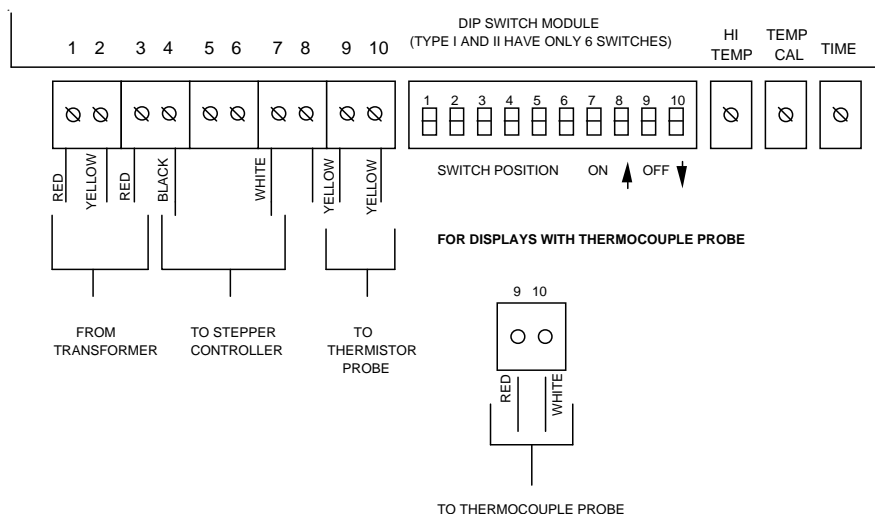 DIP SWITCH MODULE
(TYPE I AND II HAVE ONLY 6 SWITCHES)
HI
TEMP
TEMP
CAL
TIME
1 2 3 4 5 6 7 8 9 10
1 2 3 4 5 6 7 8 9 10
SWITCH POSITION ON OFF
RED
YELLOW
RED
BLACK
WHITE
YELLOW
YELLOW
FOR DISPLAYS WITH THERMOCOUPLE PROBE
FROM
TRANSFORMER
TO STEPPER
CONTROLLER
TO
THERMISTOR
PROBE
9 10
RED
WHITE
TO THERMOCOUPLE PROBE